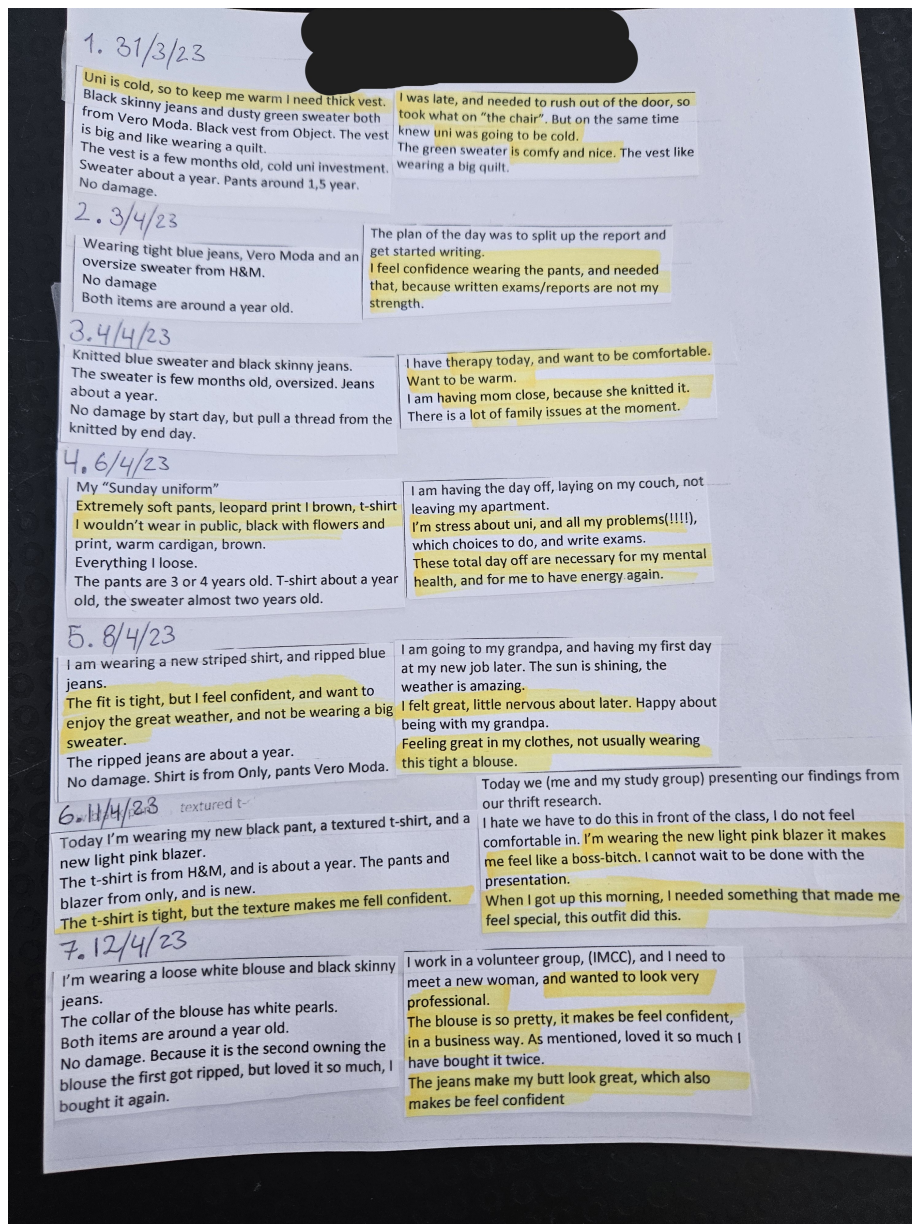 1. 31/3/23
Uni is cold, so to keep me warm I need thick vest.
Black skinny jeans and dusty green sweater both
from Vero Moda. Black vest from Object. The vest
is big and like wearing a quilt.
The vest is a few months old, cold uni investment.
Sweater about a year. Pants around 1,5 year.
No damage.
I was late, and needed to rush out of the door, so
took what on "the chair". But on the same time
knew uni was going to be cold.
The green sweater is comfy and nice. The vest like
wearing a big quilt.
2. 3/4/23
Wearing tight blue jeans, Vero Moda and an
oversize sweater from H&M.
No damage
Both items are around a year old.
The plan of the day was to split up the report and
get started writing.
I feel confidence wearing the pants, and needed
that, because written exams/reports are not my
strength.
3. 4/4/23
Knitted blue sweater and black skinny jeans.
The sweater is few months old, oversized. Jeans
about a year.
No damage by start day, but pull a thread from the
knitted by end day.
I have therapy today, and want to be comfortable.
Want to be warm.
I am having mom close, because she knitted it.
There is a lot of family issues at the moment.
4. 6/4/23
My "Sunday uniform"
Extremely soft pants, leopard print I brown, t-shirt
I wouldn't wear in public, black with flowers and
print, warm cardigan, brown.
Everything I loose.
The pants are 3 or 4 years old. T-shirt about a year
old, the sweater almost two years old.
I am having the day off, laying on my couch, not
leaving my apartment.
I'm stress about uni, and all my problems(!!!!),
which choices to do, and write exams.
These total day off are necessary for my mental
health, and for me to have energy again.
5. 8/4/23
I am wearing a new striped shirt, and ripped blue
jeans.
The fit is tight, but I feel confident, and want to
enjoy the great weather, and not be wearing a big
sweater.
The ripped jeans are about a year.
No damage. Shirt is from Only, pants Vero Moda.
I am going to my grandpa, and having my first day
at my new job later. The sun is shining, the
weather is amazing.
I felt great, little nervous about later. Happy about
being with my grandpa.
Feeling great in my clothes, not usually wearing
this tight a blouse.
6. 11/4/23 textured t-
Today I'm wearing my new black pant, a textured t-shirt, and a
new light pink blazer.
The t-shirt is from H&M, and is about a year. The pants and
blazer from only, and is new.
The t-shirt is tight, but the texture makes me fell confident.
Today we (me and my study group) presenting our findings from
our thrift research.
I hate we have to do this in front of the class, I do not feel
comfortable in. I'm wearing the new light pink blazer it makes
me feel like a boss-bitch. I cannot wait to be done with the
presentation.
When I got up this morning, I needed something that made me
feel special, this outfit did this.
7. 12/4/23
I'm wearing a loose white blouse and black skinny
jeans.
The collar of the blouse has white pearls.
Both items are around a year old.
No damage. Because it is the second owning the
blouse the first got ripped, but loved it so much, I
bought it again.
I work in a volunteer group, (IMCC), and I need to
meet a new woman, and wanted to look very
professional.
The blouse is so pretty, it makes be feel confident,
in a business way. As mentioned, loved it so much I
have bought it twice.
The jeans make my butt look great, which also
makes be feel confident